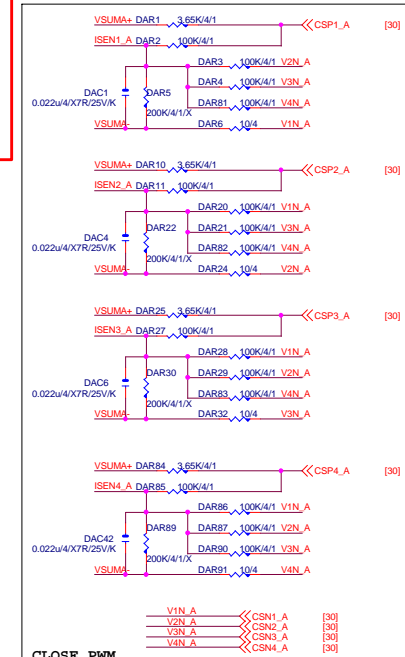 VSUMA+ DAR1 3.65K/4/1 CSP1_A [30]
ISEN1_A DAR2 100K/4/1
DAR3 100K/4/1 V2N_A
DAC1 DAR5 DAR4 100K/4/1 V3N_A
0.022u/4/X7R/25V/K DAR81 100K/4/1 V4N_A
200K/4/1/X
VSUMA- DAR6 10/4 V1N_A
VSUMA+ DAR10 3.65K/4/1 CSP2_A [30]
ISEN2_A DAR11 100K/4/1
DAR20 100K/4/1 V1N_A
DAC4 DAR22 DAR21 100K/4/1 V3N_A
0.022u/4/X7R/25V/K DAR82 100K/4/1 V4N_A
200K/4/1/X
VSUMA- DAR24 10/4 V2N_A
VSUMA+ DAR25 3.65K/4/1 CSP3_A [30]
ISEN3_A DAR27 100K/4/1
DAR28 100K/4/1 V1N_A
DAC6 DAR30 DAR29 100K/4/1 V2N_A
0.022u/4/X7R/25V/K DAR83 100K/4/1 V4N_A
200K/4/1/X
VSUMA- DAR32 10/4 V3N_A
VSUMA+ DAR84 3.65K/4/1 CSP4_A [30]
ISEN4_A DAR85 100K/4/1
DAR86 100K/4/1 V1N_A
DAC42 DAR89 DAR87 100K/4/1 V2N_A
0.022u/4/X7R/25V/K DAR90 100K/4/1 V3N_A
200K/4/1/X
VSUMA- DAR91 10/4 V4N_A
V1N_A CSN1_A [30]
V2N_A CSN2_A [30]
V3N_A CSN3_A [30]
V4N_A CSN4_A [30]
CLOSE PWM